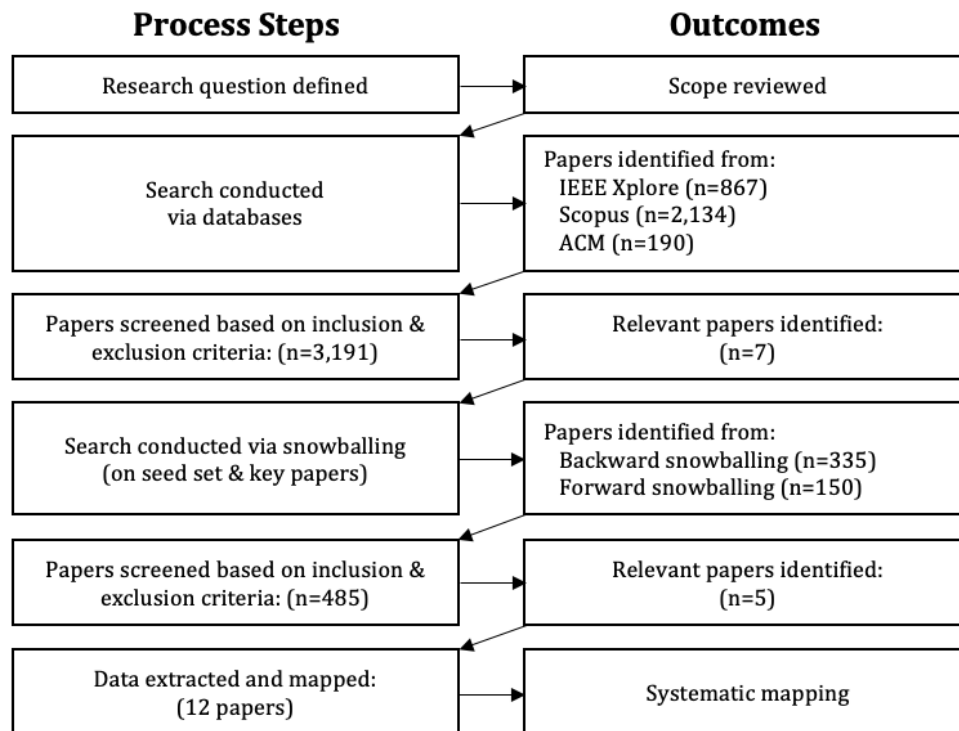 Process Steps
Outcomes
Research question defined
Scope reviewed
Search conducted
via databases
Papers identified from:
IEEE Xplore (n=867)
Scopus (n=2,134)
ACM (n=190)
Papers screened based on inclusion &
exclusion criteria: (n=3,191)
Relevant papers identified:
(n=7)
Search conducted via snowballing
(on seed set & key papers)
Papers identified from:
Backward snowballing (n=335)
Forward snowballing (n=150)
Papers screened based on inclusion &
exclusion criteria: (n=485)
Relevant papers identified:
(n=5)
Data extracted and mapped:
(12 papers)
Systematic mapping